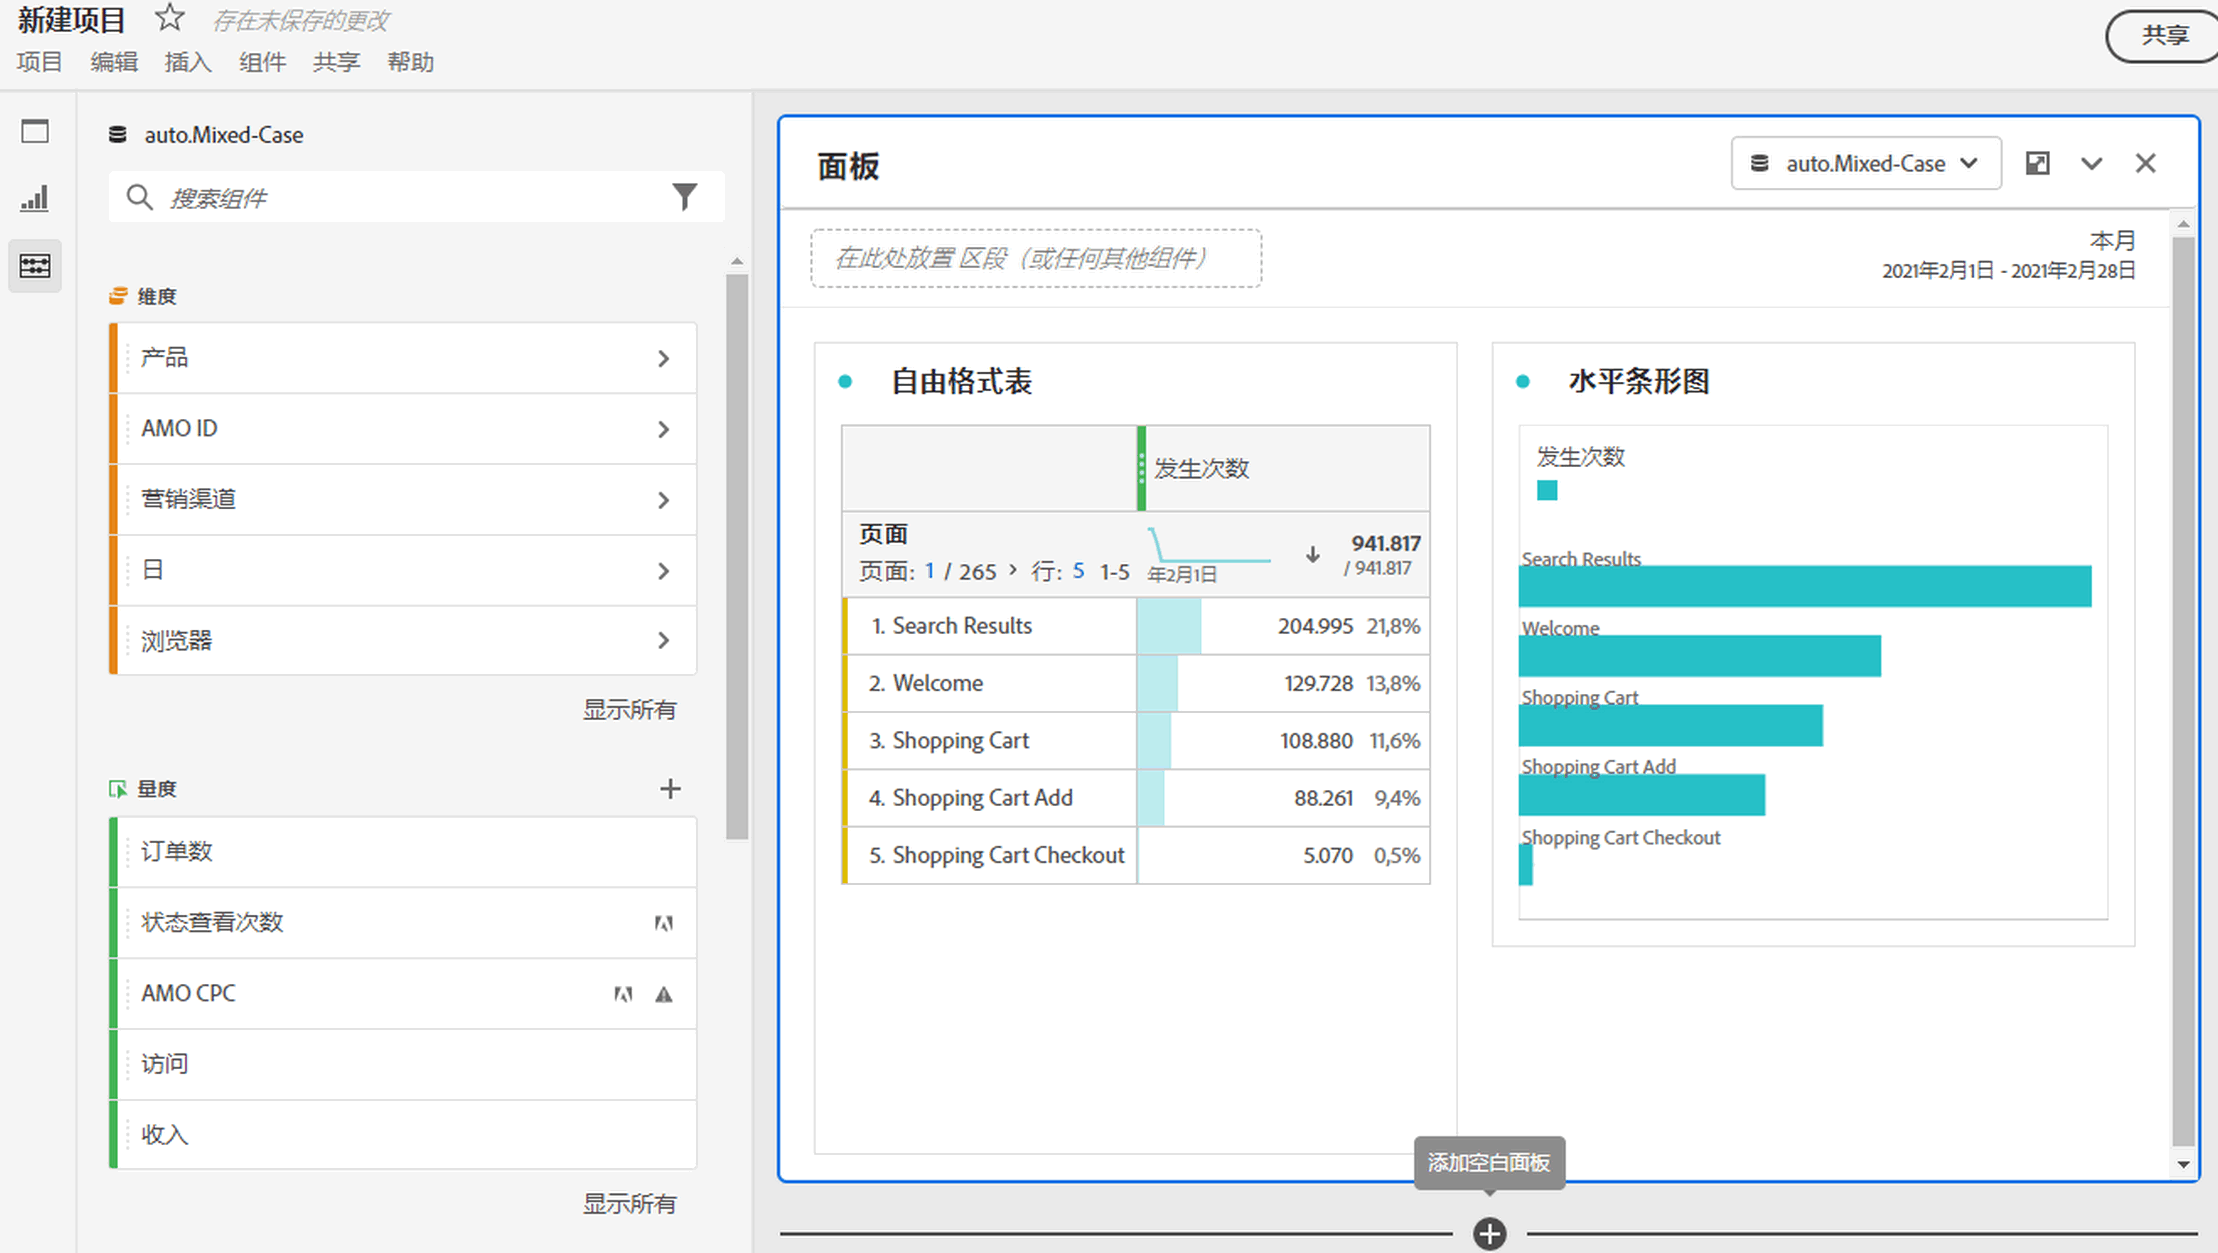 新建项目 存在未保存的更改
项目 编辑 插入 组件 共享 帮助
共享
auto.Mixed-Case
搜索组件
维度
产品
AMO ID
营销渠道
日
浏览器
显示所有
量度
订单数
状态查看次数
AMO CPC
访问
收入
显示所有
面板
auto.Mixed-Case
在此处放置 区段（或任何其他组件）
本月
2021年2月1日 - 2021年2月28日
自由格式表
发生次数
页面
页面: 1 / 265 > 行: 5 1-5
年2月1日
941.817
/ 941.817
1. Search Results 204.995 21,8%
2. Welcome 129.728 13,8%
3. Shopping Cart 108.880 11,6%
4. Shopping Cart Add 88.261 9,4%
5. Shopping Cart Checkout 5.070 0,5%
水平条形图
发生次数
Search Results
Welcome
Shopping Cart
Shopping Cart Add
Shopping Cart Checkout
添加空白面板